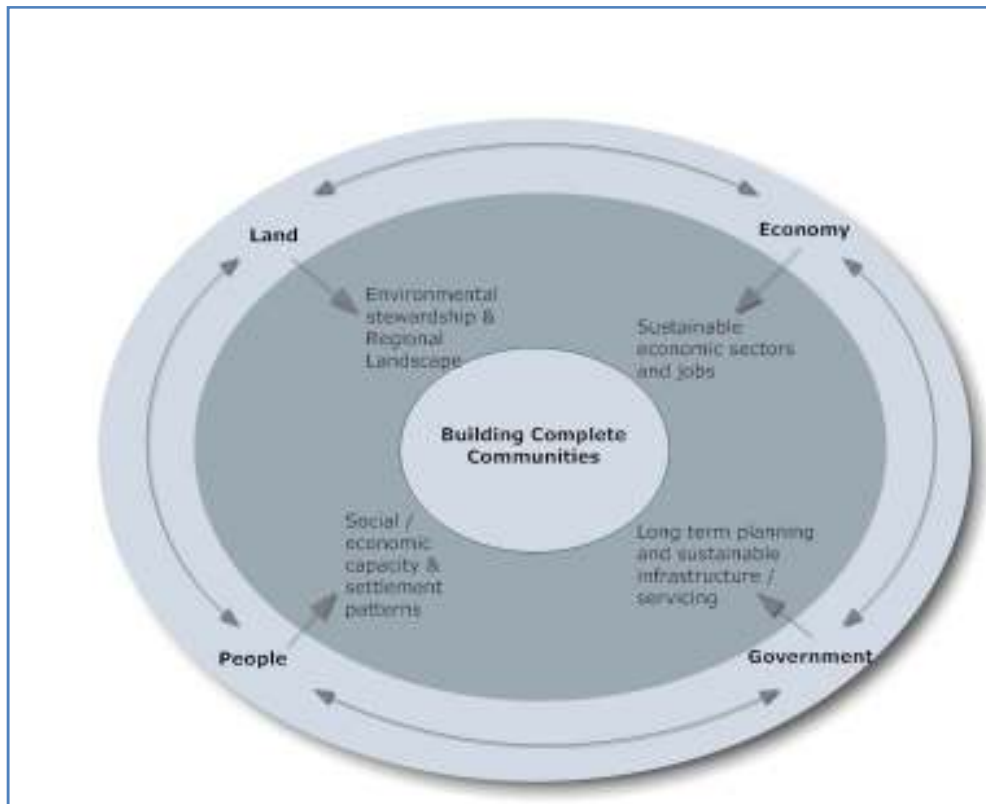 Land
Economy
Environmental
stewardship &
Regional
Landscape
Sustainable
economic sectors
and jobs
Building Complete
Communities
Social /
economic
capacity &
settlement
patterns
Long term planning
and sustainable
infrastructure /
servicing
People
Government